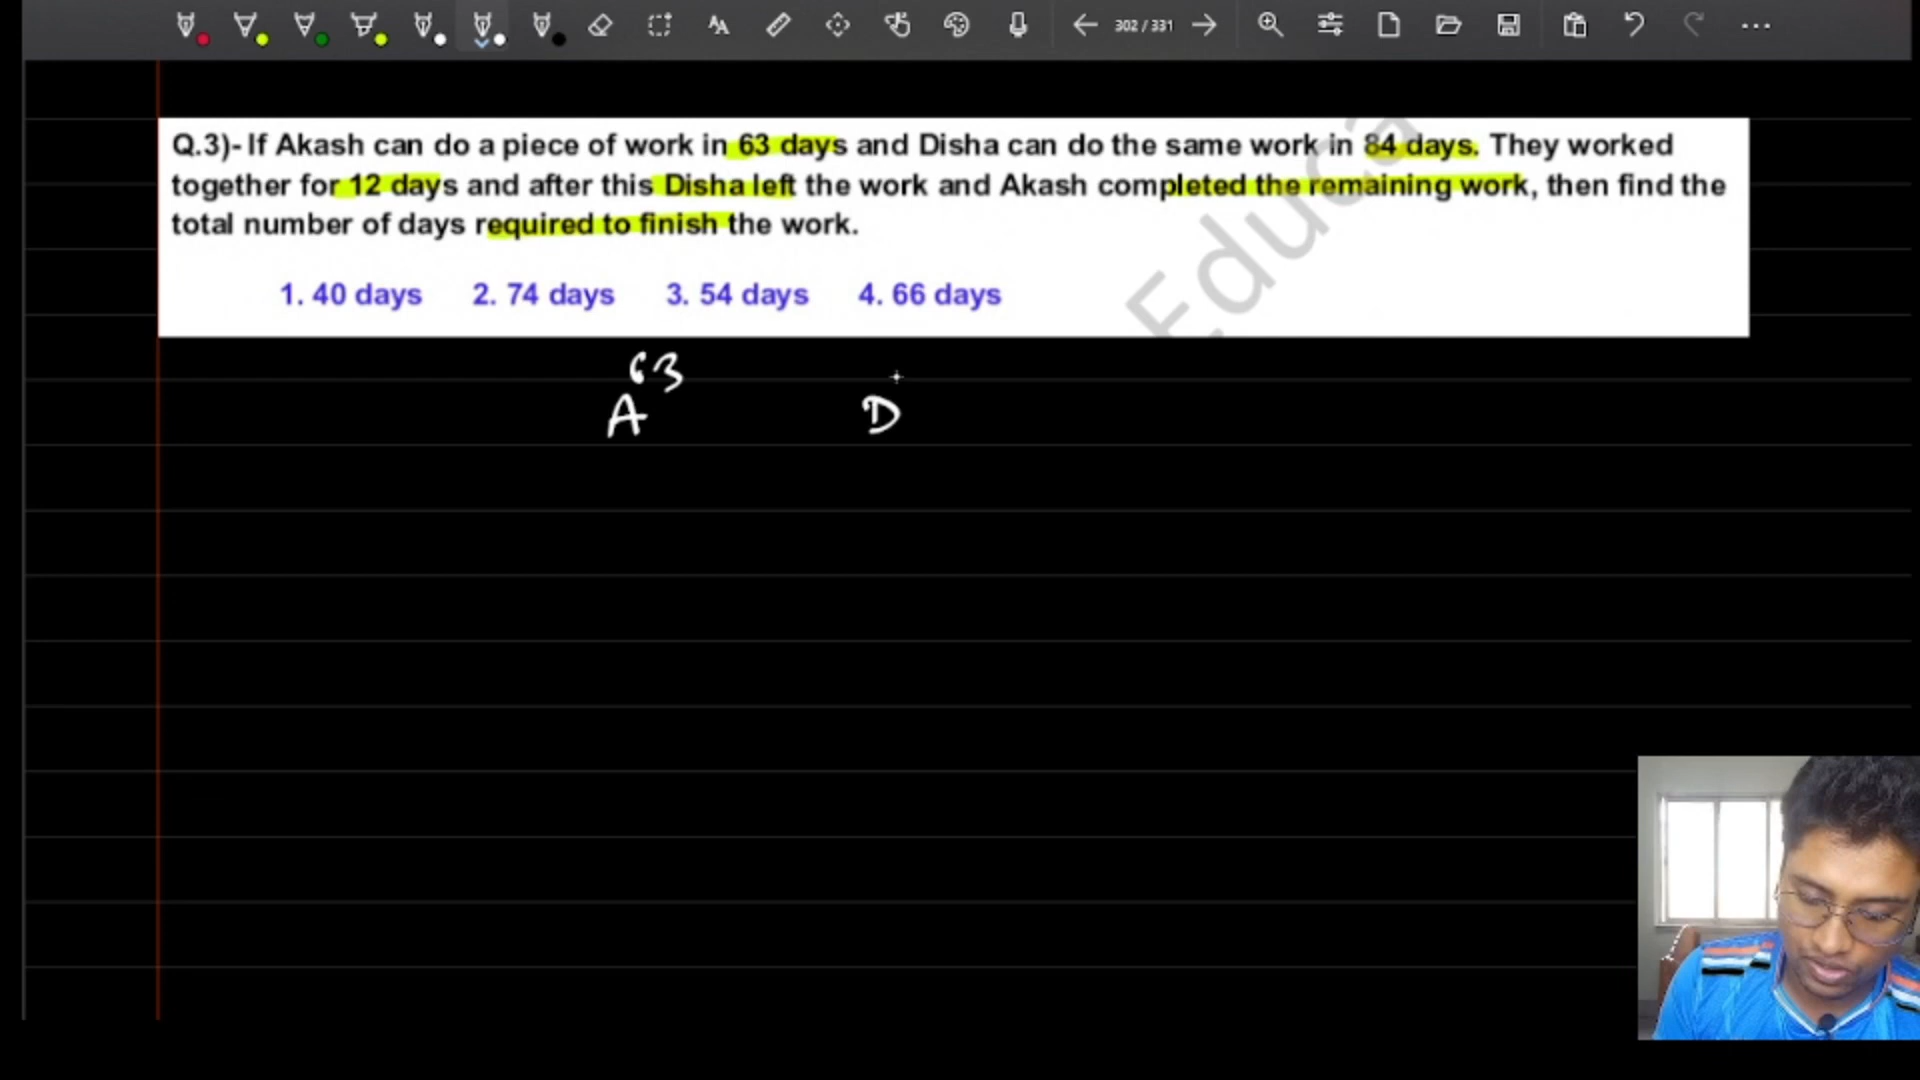 302 / 331
Q.3)- If Akash can do a piece of work in 63 days and Disha can do the same work in 84 days. They worked
together for 12 days and after this Disha left the work and Akash completed the remaining work, then find the
total number of days required to finish the work.
1. 40 days 2. 74 days 3. 54 days 4. 66 days
Educa
63
A D